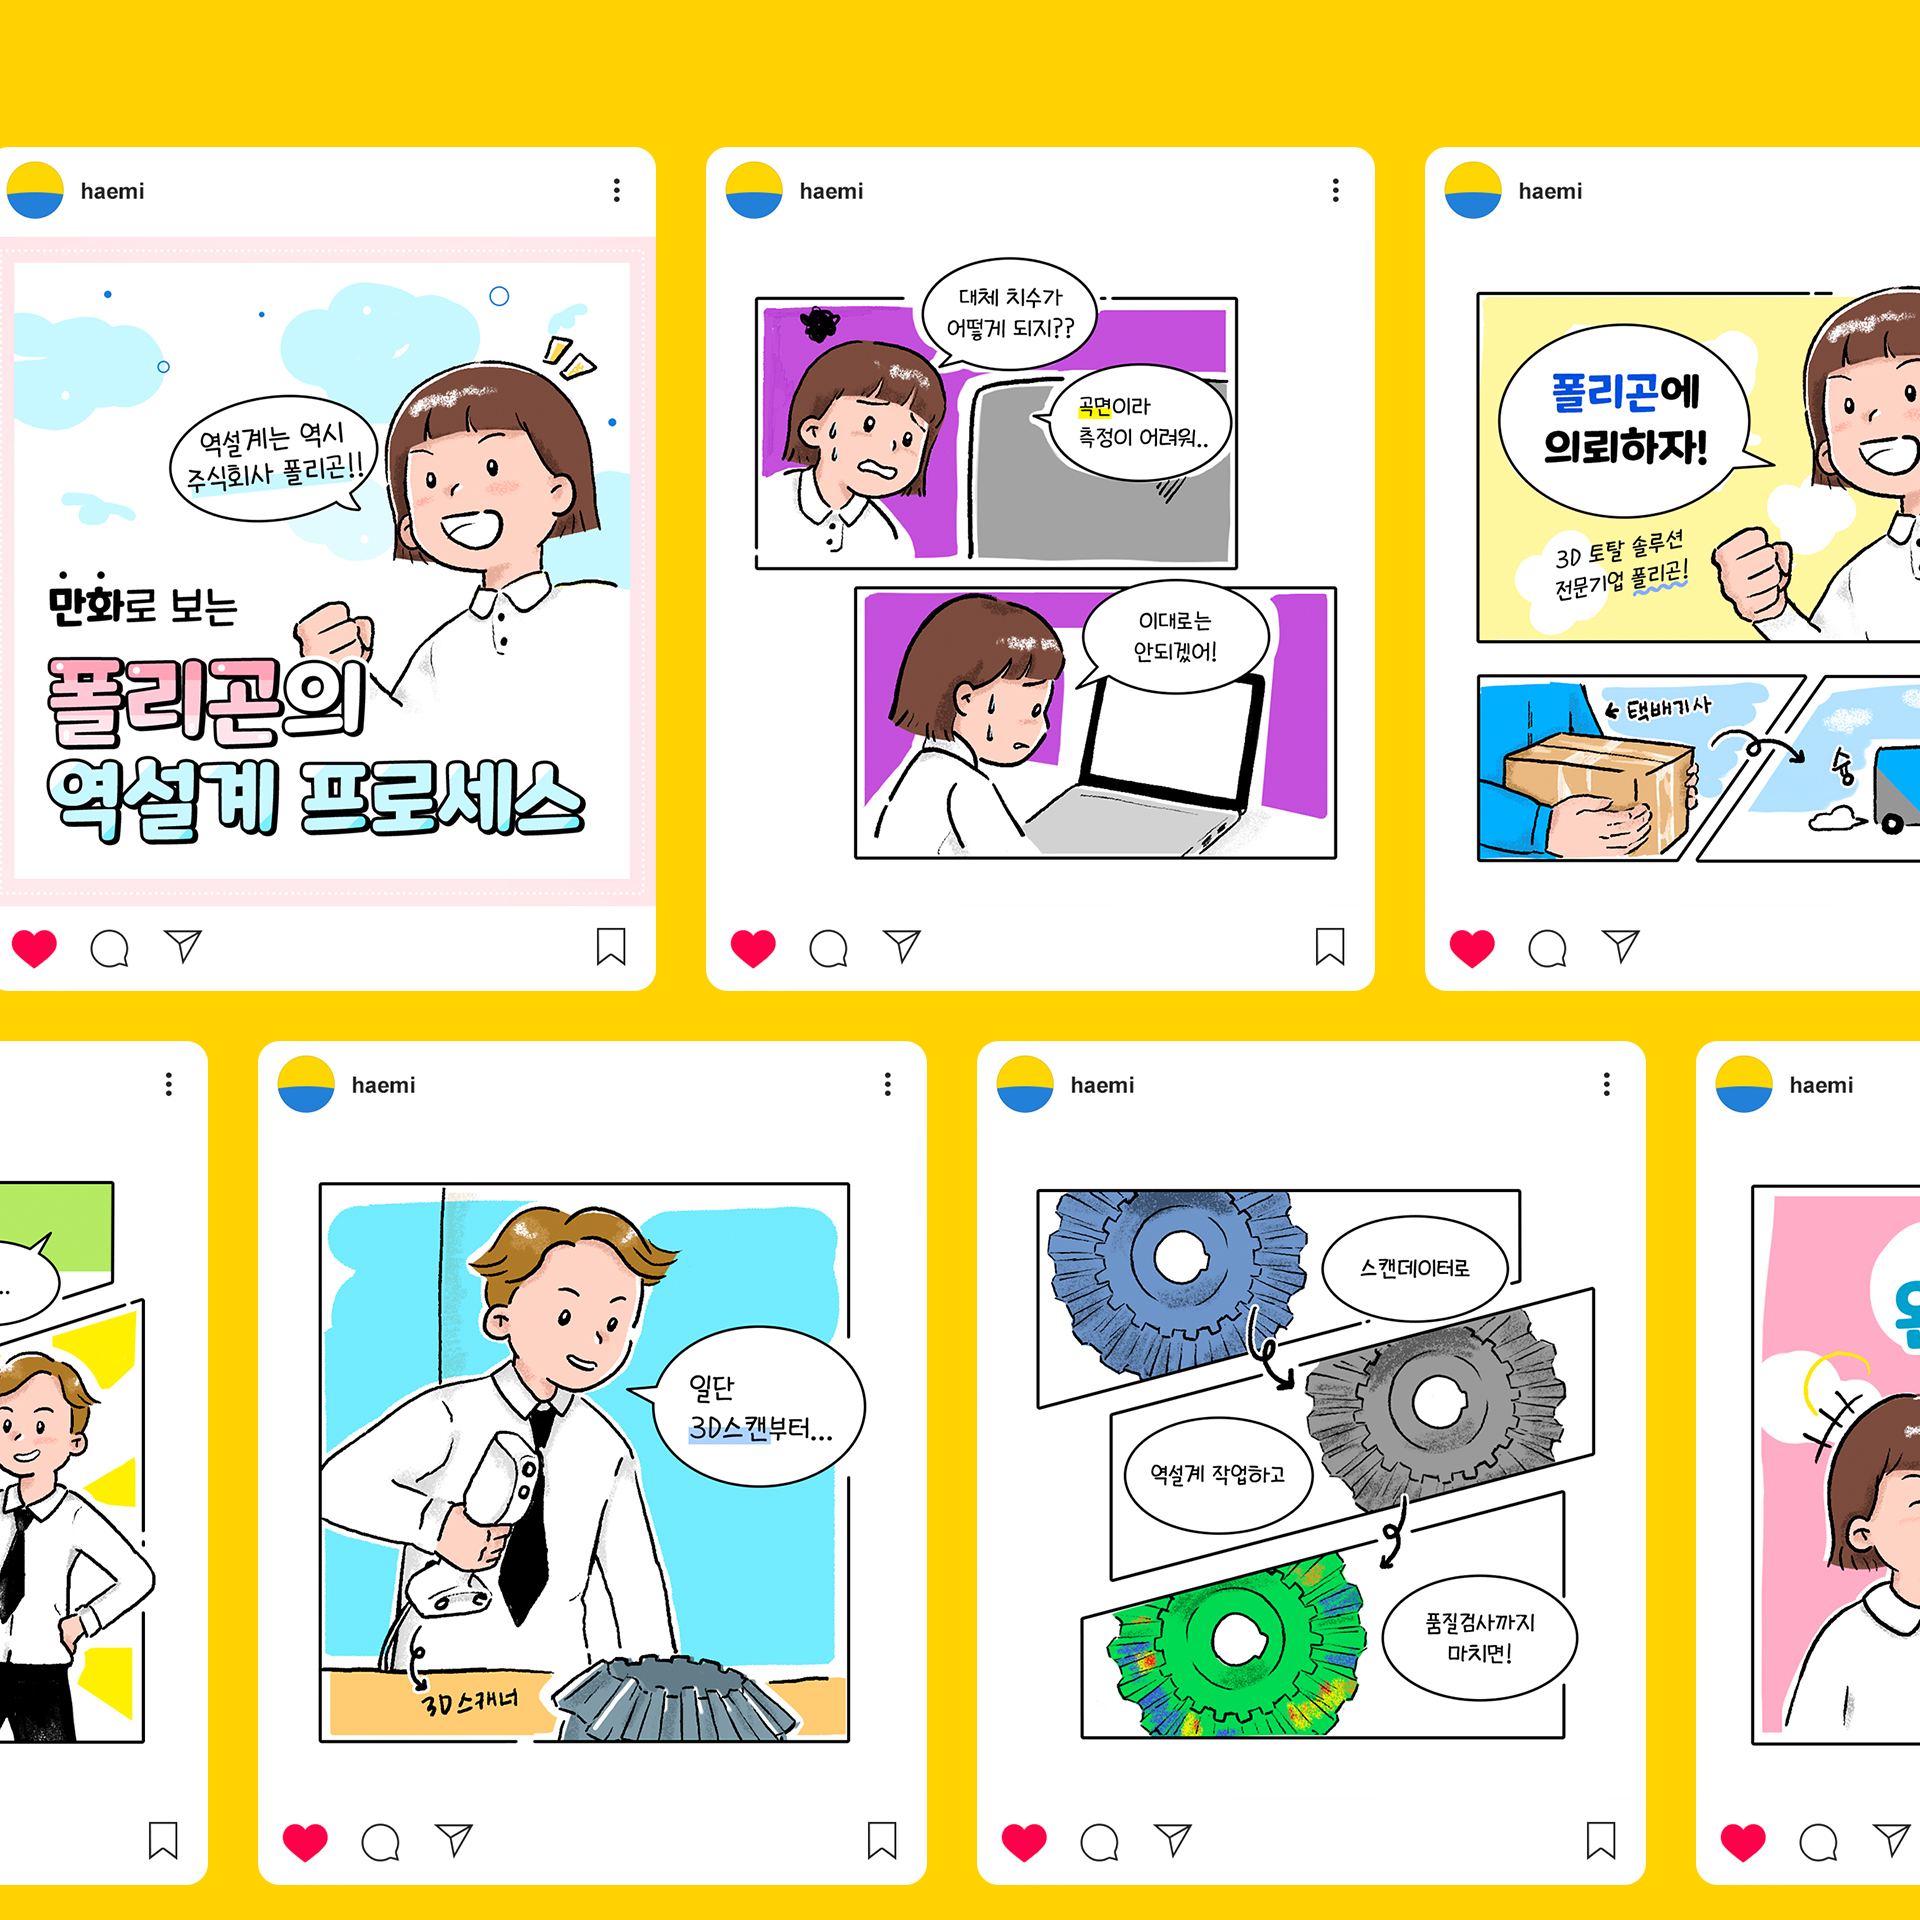 haemi
역설계는 역시
주식회사 폴리곤!!
만화로 보는
폴리곤의
역설계 프로세스
haemi
대체 치수가
어떻게 되지??
곡면이라
측정이 어려워..
이대로는
안되겠어!
haemi
폴리곤에
의뢰하자!
3D 토탈 솔루션
전문기업 폴리곤!
택배기사
슝
..
haemi
일단
3D스캔부터...
3D스캐너
haemi
스캔데이터로
역설계 작업하고
품질검사까지
마치면!
haemi